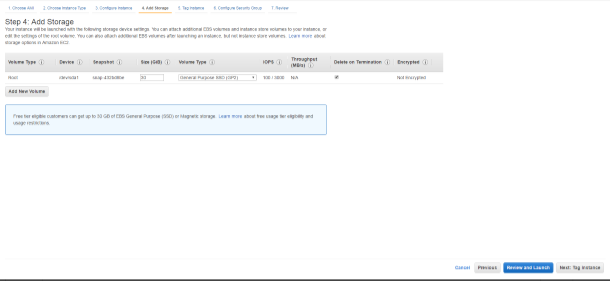 1. Choose AMI 2. Choose Instance Type 3. Configure Instance 4. Add Storage 5. Tag Instance 6. Configure Security Group 7. Review
Step 4: Add Storage
Your instance will be launched with the following storage device settings. You can attach additional EBS volumes and instance store volumes to your instance, or
edit the settings of the root volume. You can also attach additional EBS volumes after launching an instance, but not instance store volumes. Learn more about
storage options in Amazon EC2.
Volume Type Device Snapshot Size (GiB) Volume Type IOPS Throughput (MB/s) Delete on Termination Encrypted
Root /dev/sda1 30 General Purpose SSD (GP2) 100 / 3000 N/A Not Encrypted
Add New Volume
Free tier eligible customers can get up to 30 GB of EBS General Purpose (SSD) or Magnetic storage. Learn more about free usage tier eligibility and
usage restrictions.
Cancel Previous Review and Launch Next: Tag Instance